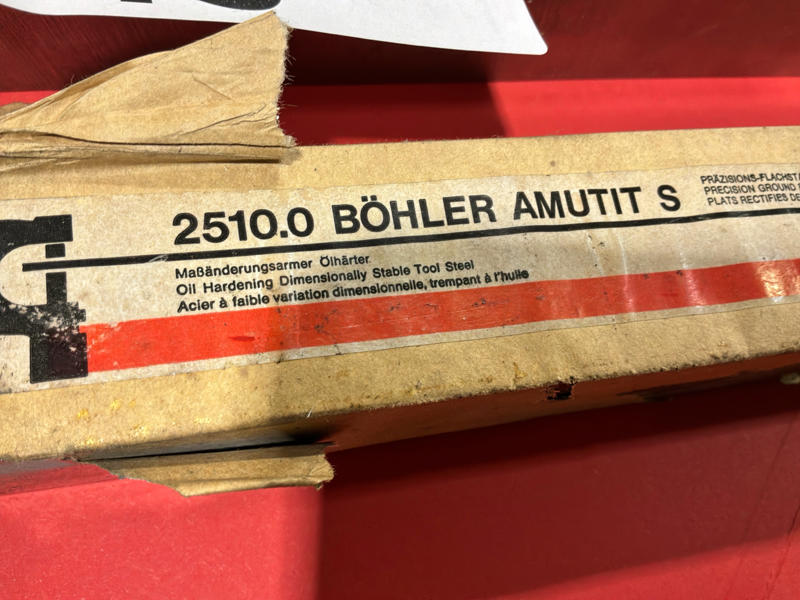 2510.0 BÖHLER AMUTIT S
Maßänderungsarmer Ölhärter
Oil Hardening Dimensionally Stable Tool Steel
Acier à faible variation dimensionnelle, trempant à l'huile
PRÄZISIONS-FLACHSTA
PRECISION GROUND
PLATS RECTIFIES DE